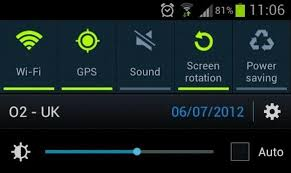 81% 11:06
Wi-Fi GPS Sound Screen rotation Power saving
O2 - UK 06/07/2012
Auto